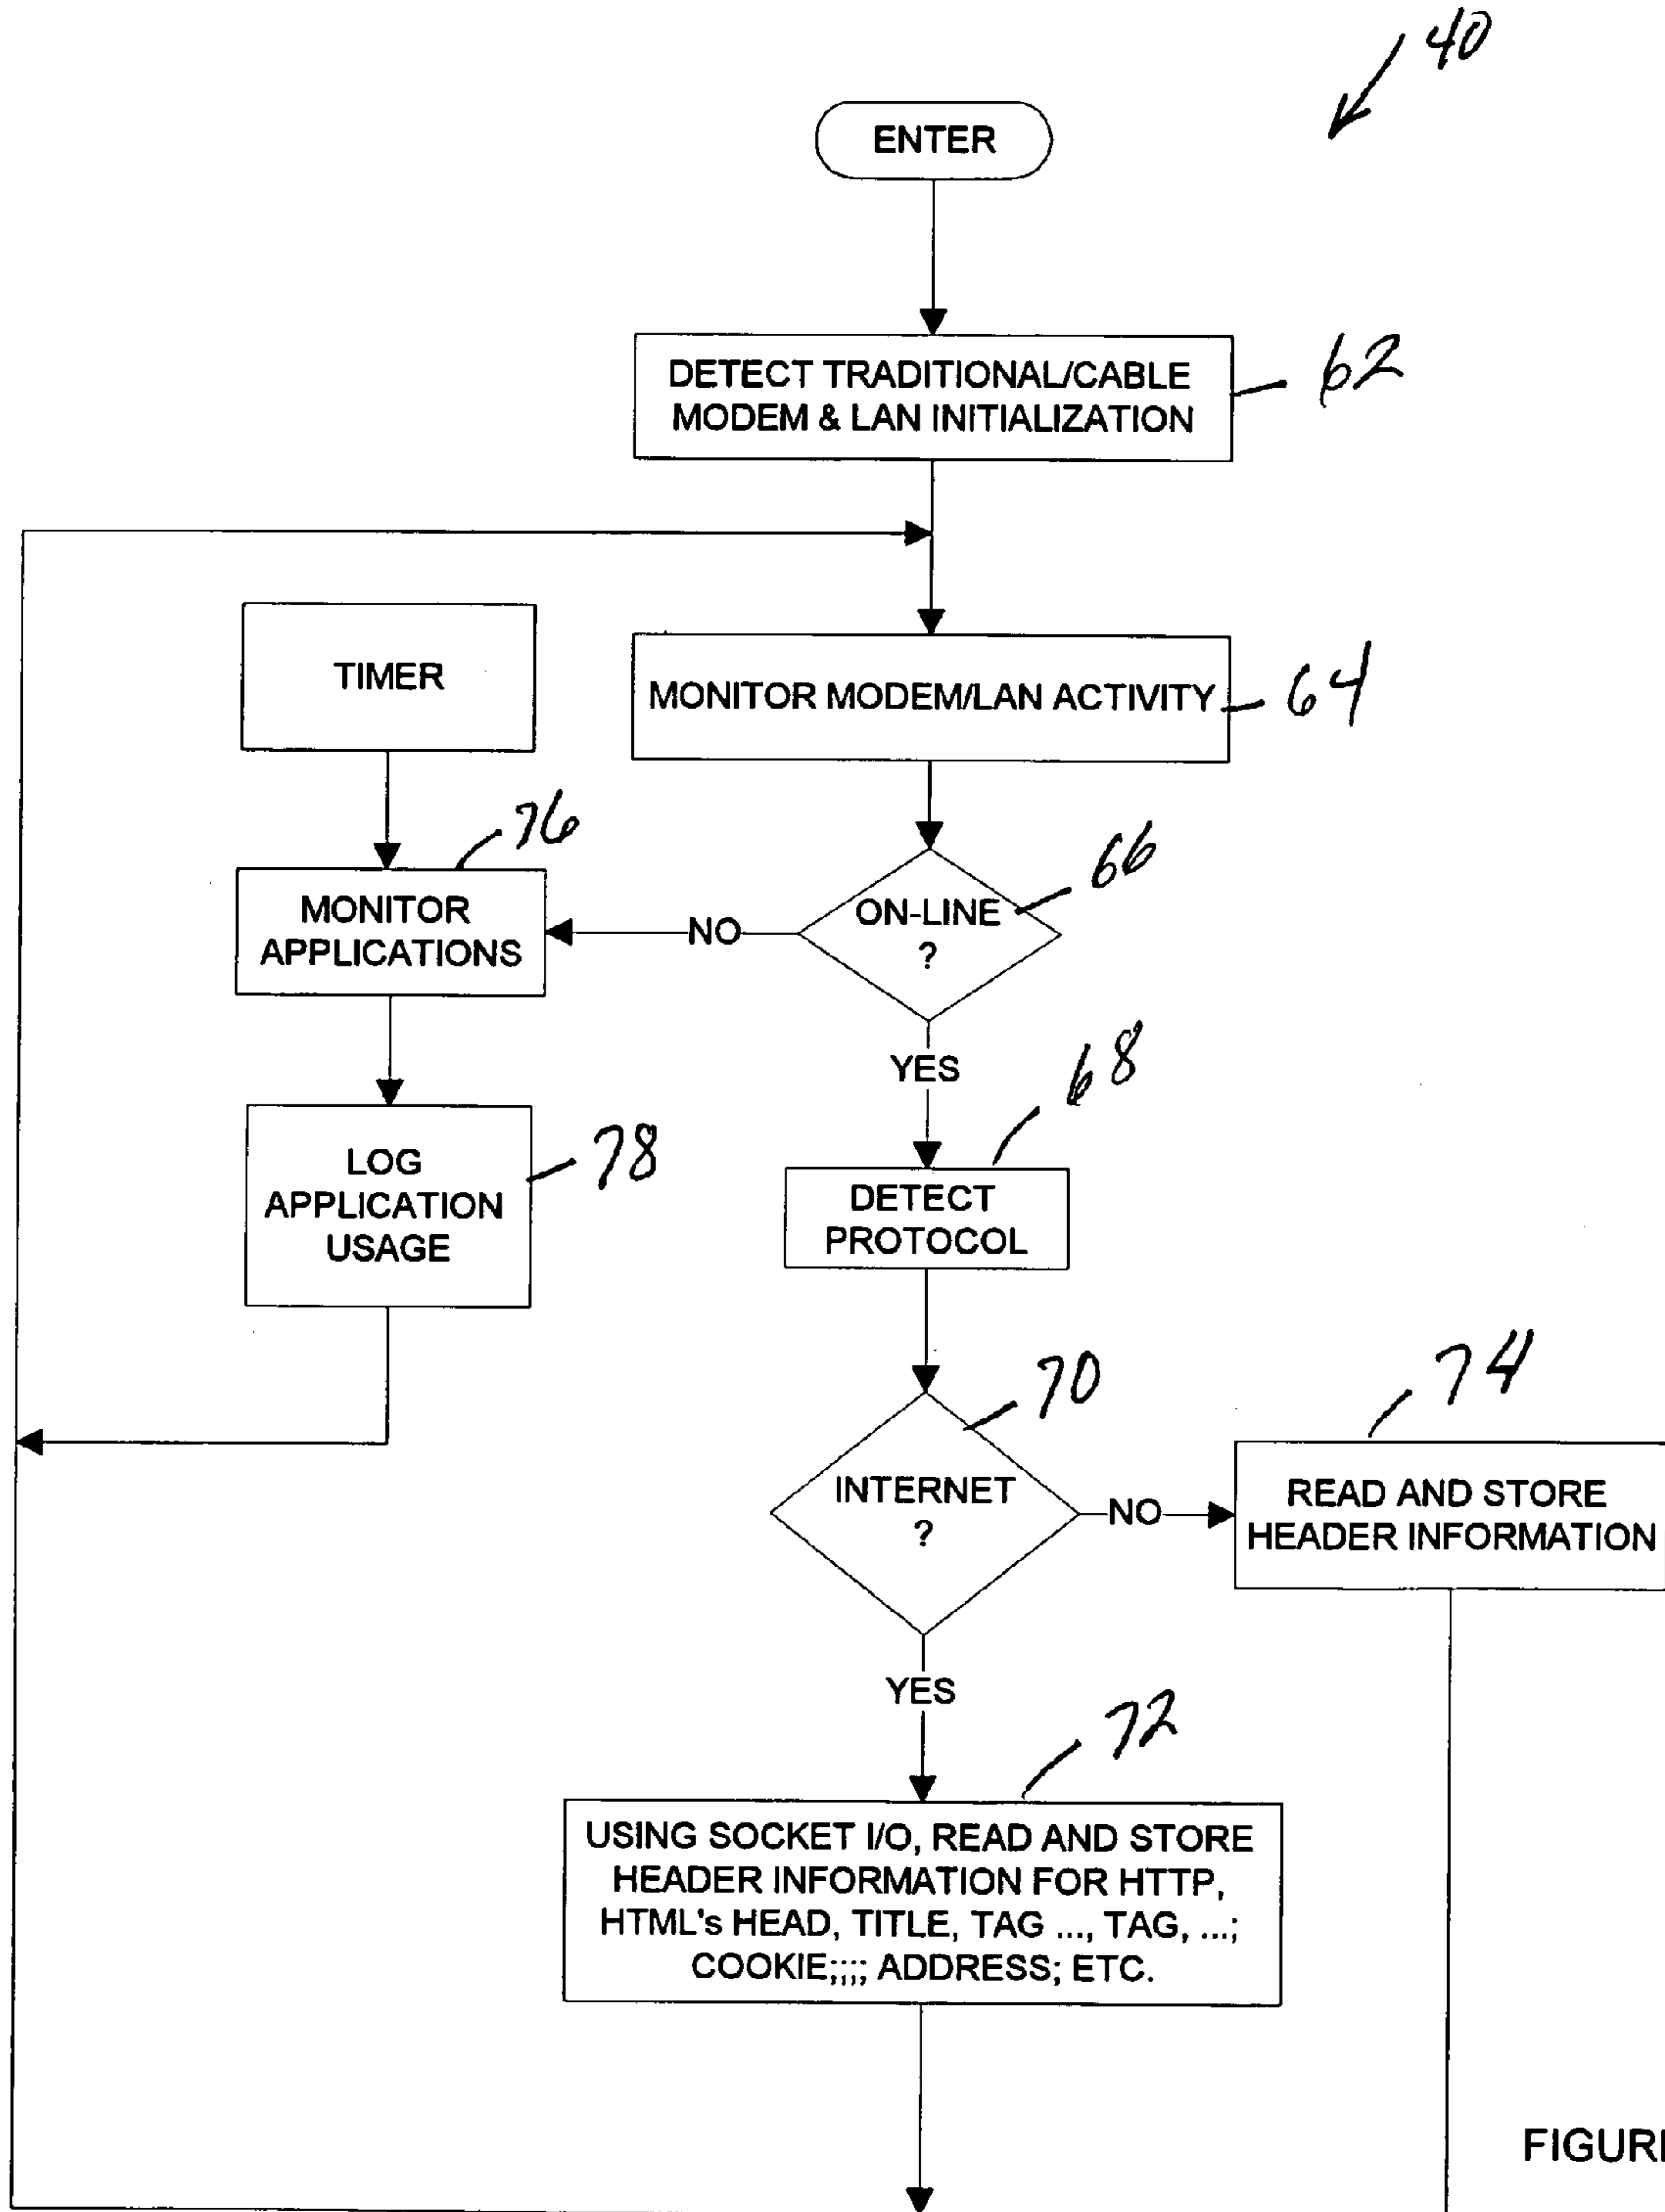 40
ENTER
DETECT TRADITIONAL/CABLE
MODEM & LAN INITIALIZATION
62
TIMER
MONITOR MODEM/LAN ACTIVITY
64
76
MONITOR
APPLICATIONS
NO
ON-LINE
?
66
YES
68
LOG
APPLICATION
USAGE
78
DETECT
PROTOCOL
70
INTERNET
?
NO
74
READ AND STORE
HEADER INFORMATION
YES
72
USING SOCKET I/O, READ AND STORE
HEADER INFORMATION FOR HTTP,
HTML's HEAD, TITLE, TAG ..., TAG, ...;
COOKIE;;;; ADDRESS; ETC.